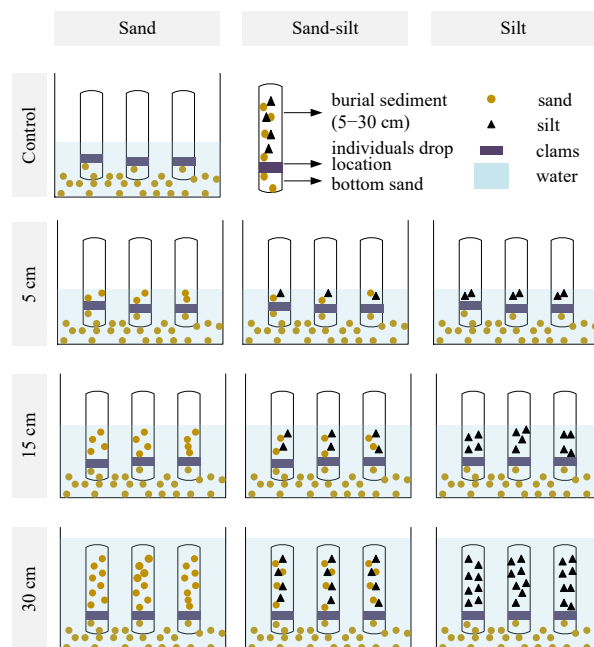 Sand
Sand-silt
Silt
Control
burial sediment
(5−30 cm)
individuals drop
location
bottom sand
sand
silt
clams
water
5 cm
15 cm
30 cm